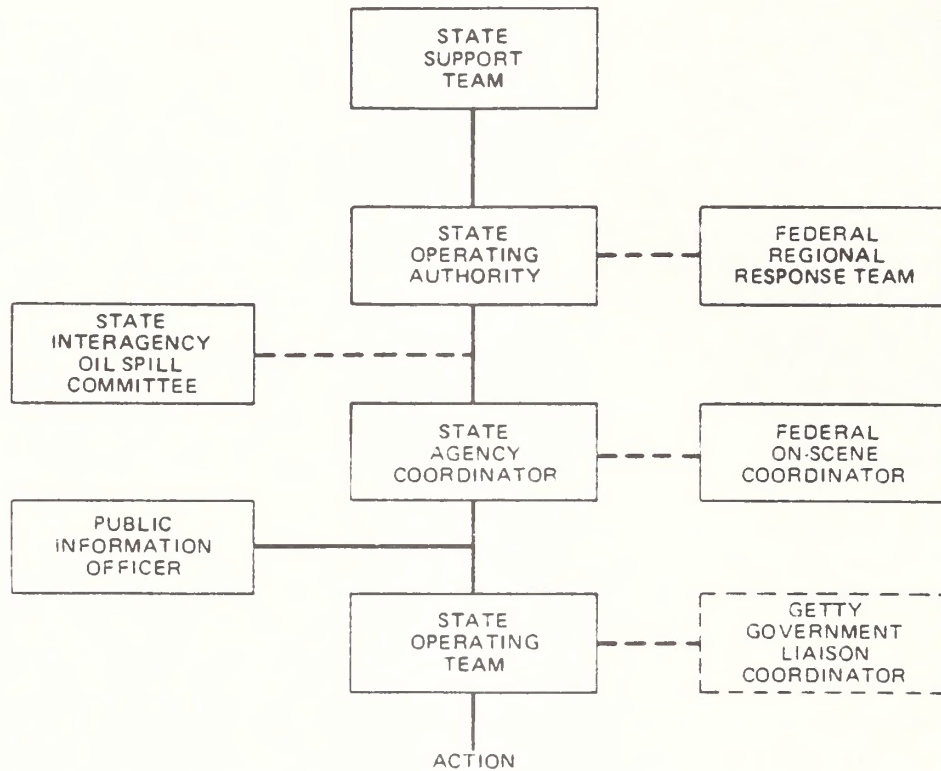 STATE
SUPPORT
TEAM
STATE
OPERATING
AUTHORITY
FEDERAL
REGIONAL
RESPONSE TEAM
STATE
INTERAGENCY
OIL SPILL
COMMITTEE
STATE
AGENCY
COORDINATOR
FEDERAL
ON-SCENE
COORDINATOR
PUBLIC
INFORMATION
OFFICER
STATE
OPERATING
TEAM
GETTY
GOVERNMENT
LIAISON
COORDINATOR
ACTION